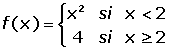 f(x) = { x² si x < 2
4 si x ≥ 2